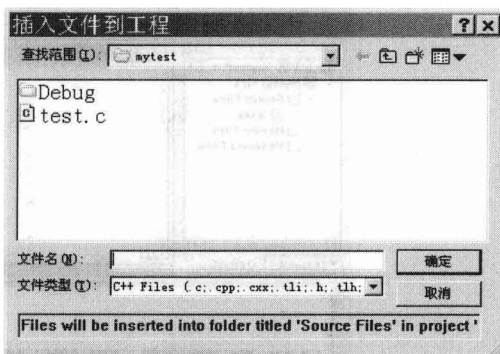 插入文件到工程
查找范围(I): mytest
Debug
test.c
文件名(N):
确定
文件类型(T): C++ Files (.c;.cpp;.cxx;.tli;.h;.tlh;
取消
Files will be inserted into folder titled 'Source Files' in project '